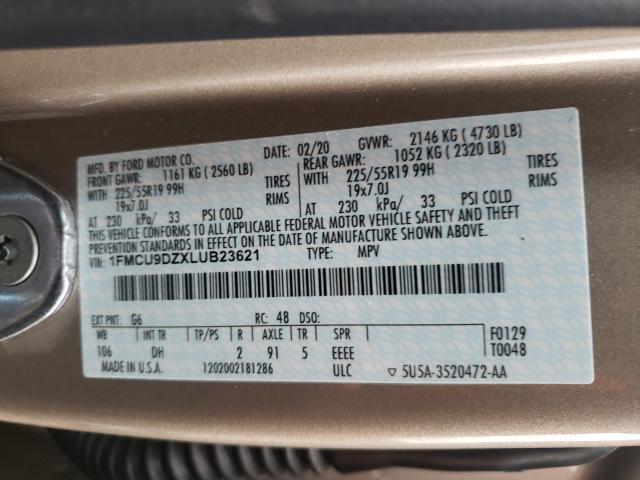 MFD. BY FORD MOTOR CO.
DATE: 02/20 GVWR: 2146 KG ( 4730 LB)
FRONT GAWR: 1161 KG ( 2560 LB) REAR GAWR: 1052 KG ( 2320 LB)
WITH 225/55R19 99H TIRES WITH 225/55R19 99H TIRES
19x7.0J RIMS 19x7.0J RIMS
AT 230 kPa/ 33 PSI COLD AT 230 kPa/ 33 PSI COLD
THIS VEHICLE CONFORMS TO ALL APPLICABLE FEDERAL MOTOR VEHICLE SAFETY AND THEFT
PREVENTION STANDARDS IN EFFECT ON THE DATE OF MANUFACTURE SHOWN ABOVE.
VIN: 1FMCU9DZXLUB23621 TYPE: MPV
EXT PNT: G6 RC: 48 DSO:
WB INT TR TP/PS R AXLE TR SPR F0129
106 DH 2 91 5 EEEE T0048
MADE IN U.S.A. 1202002181286 ULC ▽ 5U5A-3520472-AA